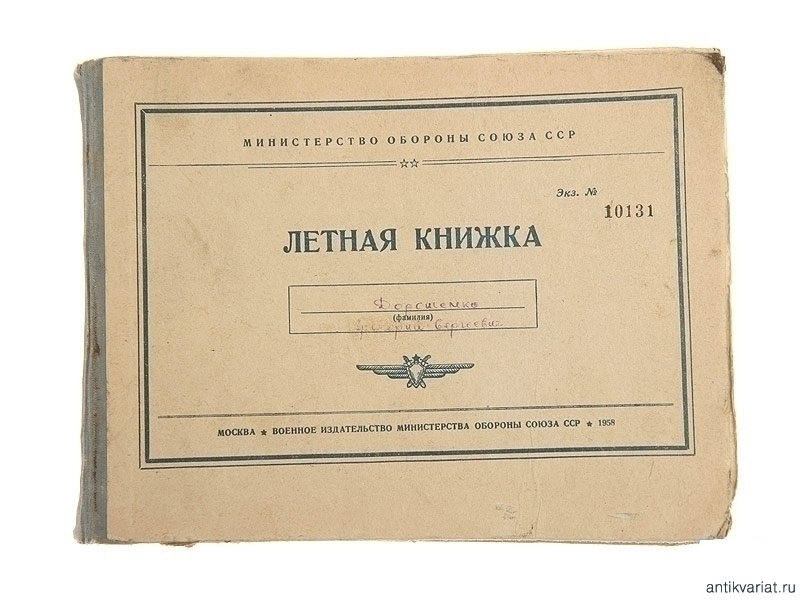 МИНИСТЕРСТВО ОБОРОНЫ СОЮЗА ССР
Экз. №
10131
ЛЕТНАЯ КНИЖКА
Дорошенко
(фамилия)
МОСКВА ★ ВОЕННОЕ ИЗДАТЕЛЬСТВО МИНИСТЕРСТВА ОБОРОНЫ СОЮЗА ССР ★ 1958
antikvariat.ru